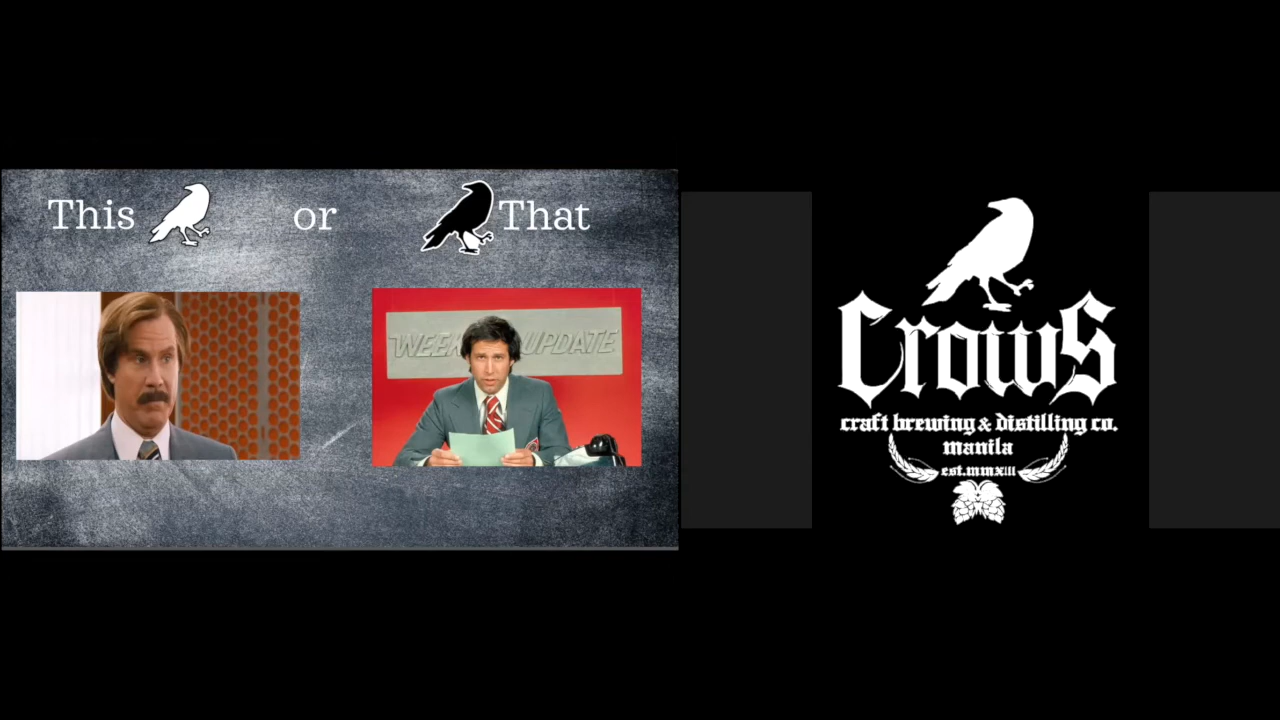 This or That
WEEK UPDATE
Crows
craft brewing & distilling co.
manila
est.mmxiii